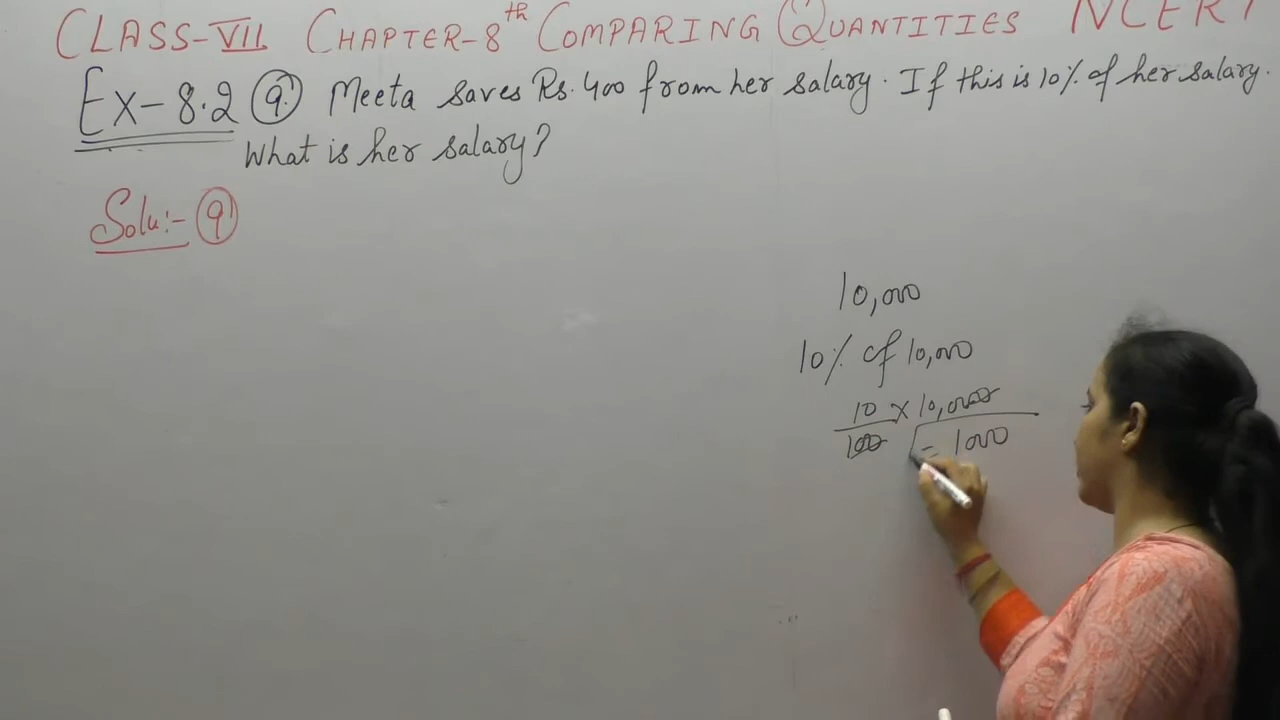 CLASS-VII CHAPTER-8th COMPARING QUANTITIES NCERT
Ex-8.2 (9.) Meeta saves Rs. 400 from her salary. If this is 10% of her salary.
What is her salary?
Solu:- (9)
10,000
10% of 10,000
10 × 10,000
100 = 1000